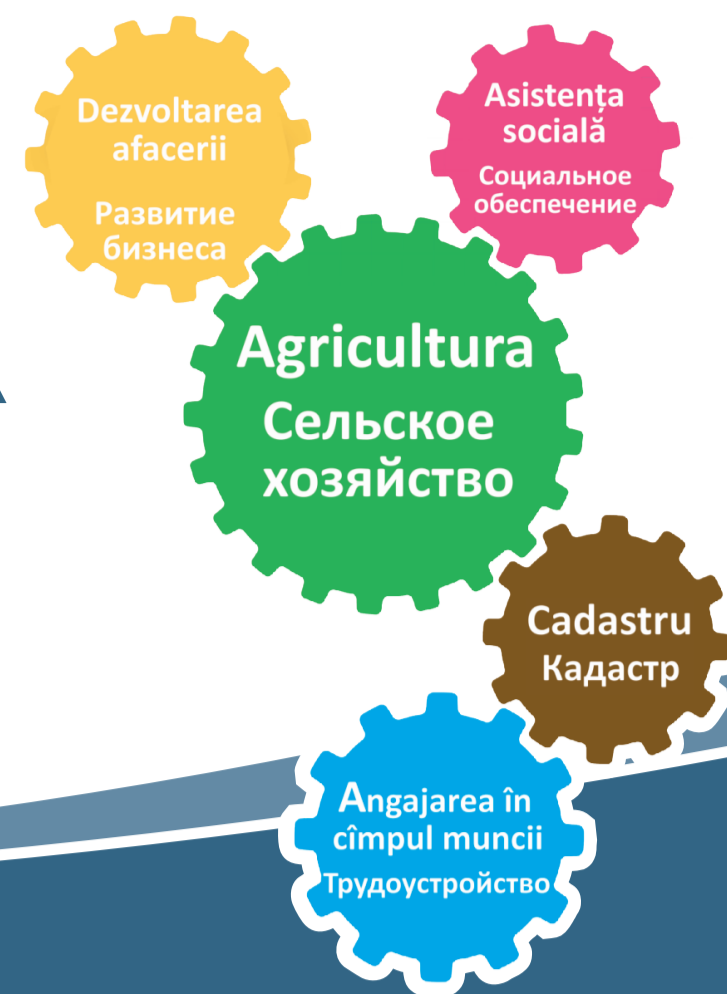 Dezvoltarea
afacerii
Развитие
бизнеса
Asistența
socială
Социальное
обеспечение
Agricultura
Сельское
хозяйство
Cadastru
Кадастр
Angajarea în
cîmpul muncii
Трудоустройство